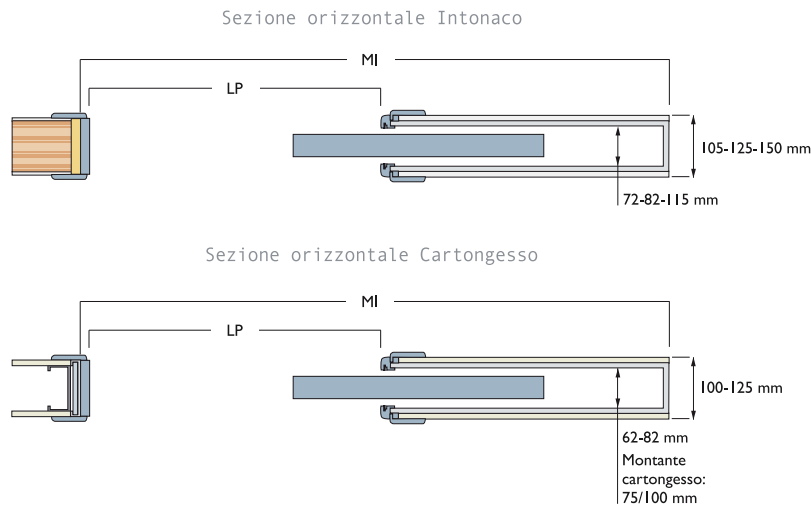 Sezione orizzontale Intonaco
MI
LP
105-125-150 mm
72-82-115 mm
Sezione orizzontale Cartongesso
MI
LP
100-125 mm
62-82 mm
Montante
cartongesso:
75/100 mm